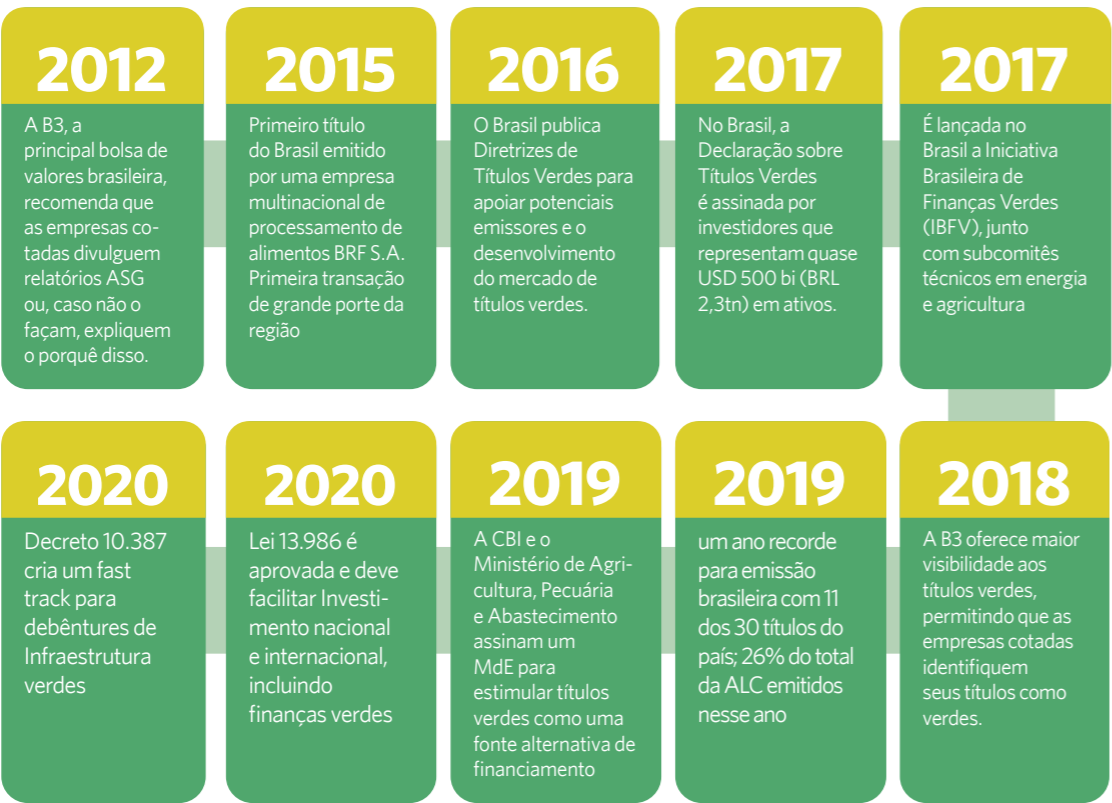 2012
A B3, a
principal bolsa de
valores brasileira,
recomenda que
as empresas co-
tadas divulguem
relatórios ASG
ou, caso não o
façam, expliquem
o porquê disso.
2015
Primeiro título
do Brasil emitido
por uma empresa
multinacional de
processamento de
alimentos BRF S.A.
Primeira transação
de grande porte da
região
2016
O Brasil publica
Diretrizes de
Títulos Verdes para
apoiar potenciais
emissores e o
desenvolvimento
do mercado de
títulos verdes.
2017
No Brasil, a
Declaração sobre
Títulos Verdes
é assinada por
investidores que
representam quase
USD 500 bi (BRL
2,3tn) em ativos.
2017
É lançada no
Brasil a Iniciativa
Brasileira de
Finanças Verdes
(IBFV), junto
com subcomitês
técnicos em energia
e agricultura
2018
A B3 oferece maior
visibilidade aos
títulos verdes,
permitindo que as
empresas cotadas
identifiquem
seus títulos como
verdes.
2019
um ano recorde
para emissão
brasileira com 11
dos 30 títulos do
país; 26% do total
da ALC emitidos
nesse ano
2019
A CBI e o
Ministério de Agri-
cultura, Pecuária
e Abastecimento
assinam um
MdE para
estimular títulos
verdes como uma
fonte alternativa de
financiamento
2020
Lei 13.986 é
aprovada e deve
facilitar Investi-
mento nacional
e internacional,
incluindo
finanças verdes
2020
Decreto 10.387
cria um fast
track para
debêntures de
Infraestrutura
verdes